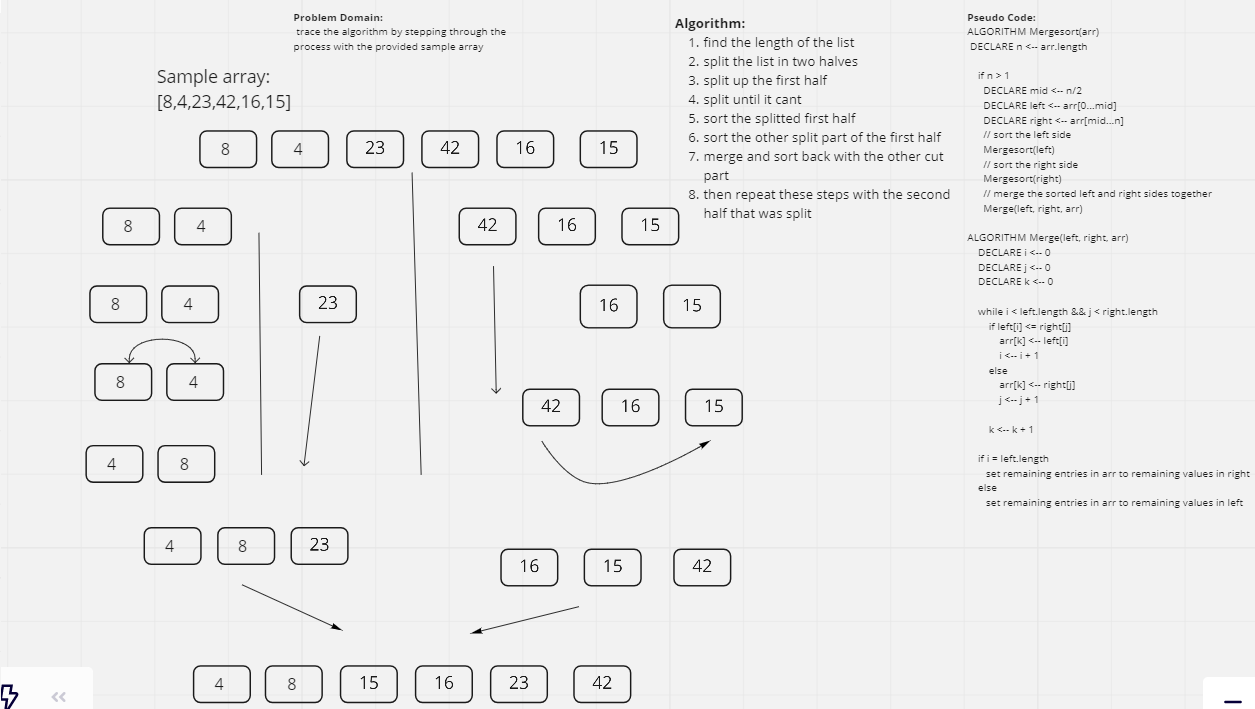 Problem Domain:
trace the algorithm by stepping through the
process with the provided sample array
Sample array:
[8,4,23,42,16,15]
8 4 23 42 16 15
8 4 42 16 15
8 4 23 16 15
8 4
42 16 15
4 8
4 8 23
16 15 42
4 8 15 16 23 42
Algorithm:
1. find the length of the list
2. split the list in two halves
3. split up the first half
4. split until it cant
5. sort the splitted first half
6. sort the other split part of the first half
7. merge and sort back with the other cut
part
8. then repeat these steps with the second
half that was split
Pseudo Code:
ALGORITHM Mergesort(arr)
DECLARE n <-- arr.length
if n > 1
DECLARE mid <-- n/2
DECLARE left <-- arr[0...mid]
DECLARE right <-- arr[mid...n]
// sort the left side
Mergesort(left)
// sort the right side
Mergesort(right)
// merge the sorted left and right sides together
Merge(left, right, arr)
ALGORITHM Merge(left, right, arr)
DECLARE i <-- 0
DECLARE j <-- 0
DECLARE k <-- 0
while i < left.length && j < right.length
if left[i] <= right[j]
arr[k] <-- left[i]
i <-- i + 1
else
arr[k] <-- right[j]
j <-- j + 1
k <-- k + 1
if i = left.length
set remaining entries in arr to remaining values in right
else
set remaining entries in arr to remaining values in left